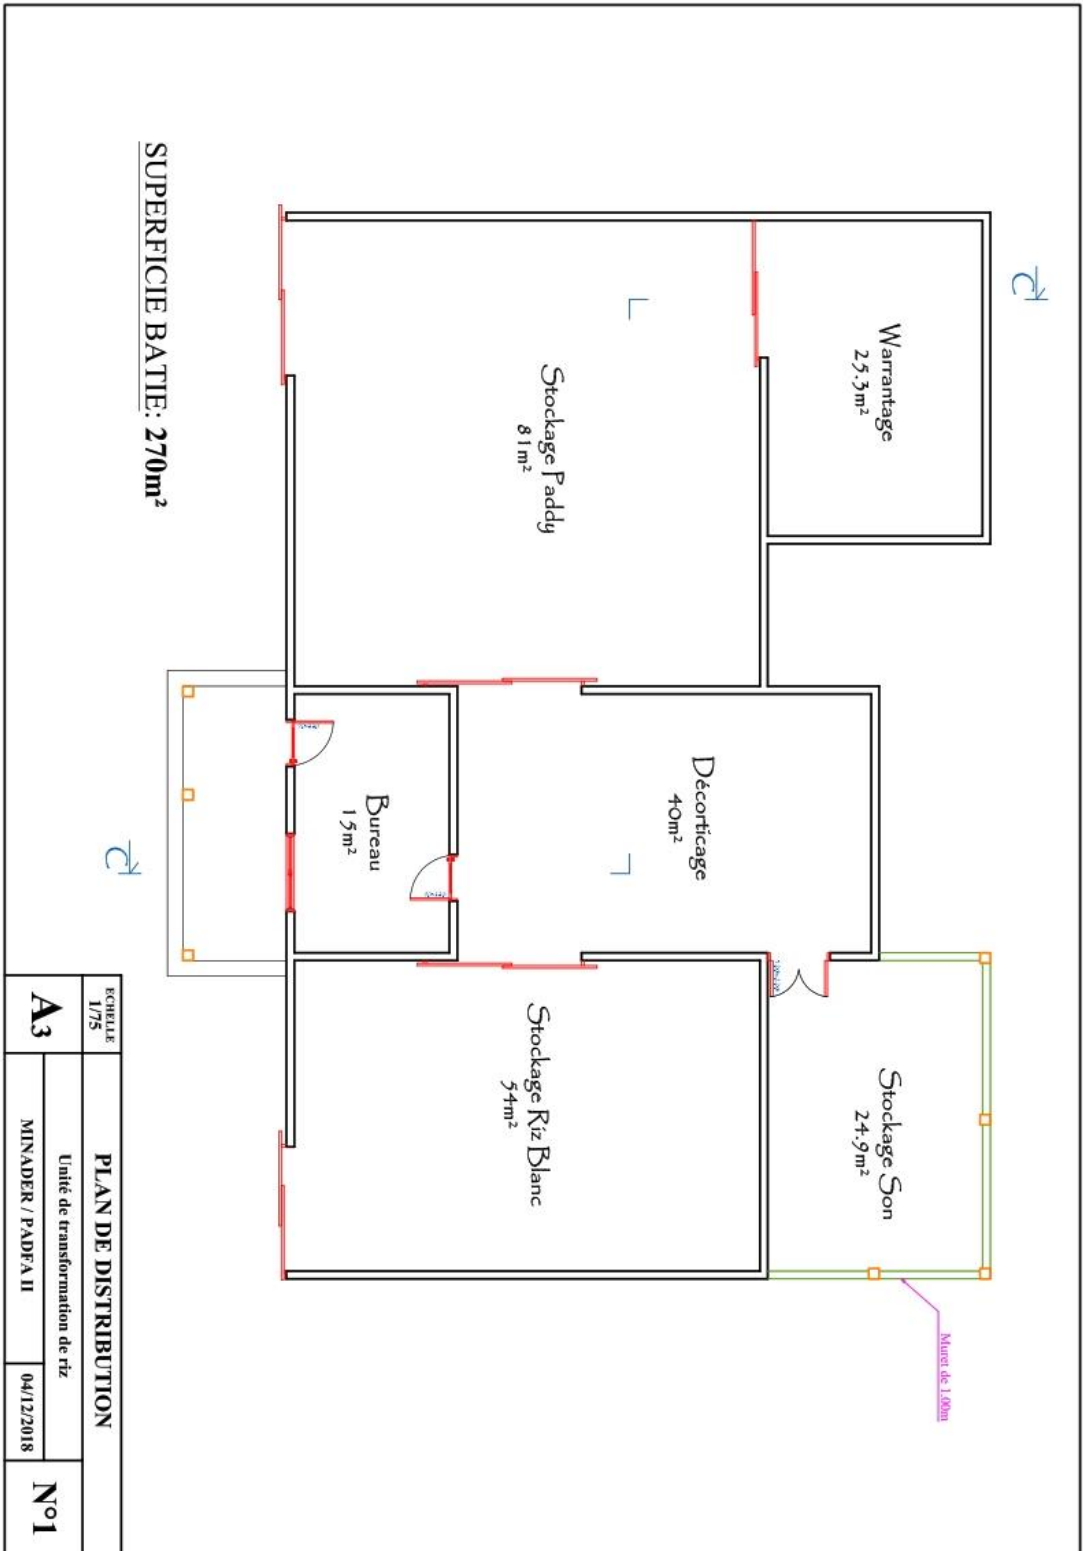 Warrantage
25.3m²
Stockage Son
24.9m²
Muret de 1.00m
Stockage Paddy
81m²
Décorticage
40m²
Stockage Riz Blanc
54m²
Bureau
15m²
C
C
SUPERFICIE BATIE: 270m²
ECHELLE
1/75
PLAN DE DISTRIBUTION
A3
Unité de transformation de riz
MINADER / PADFA II
04/12/2018
N°1